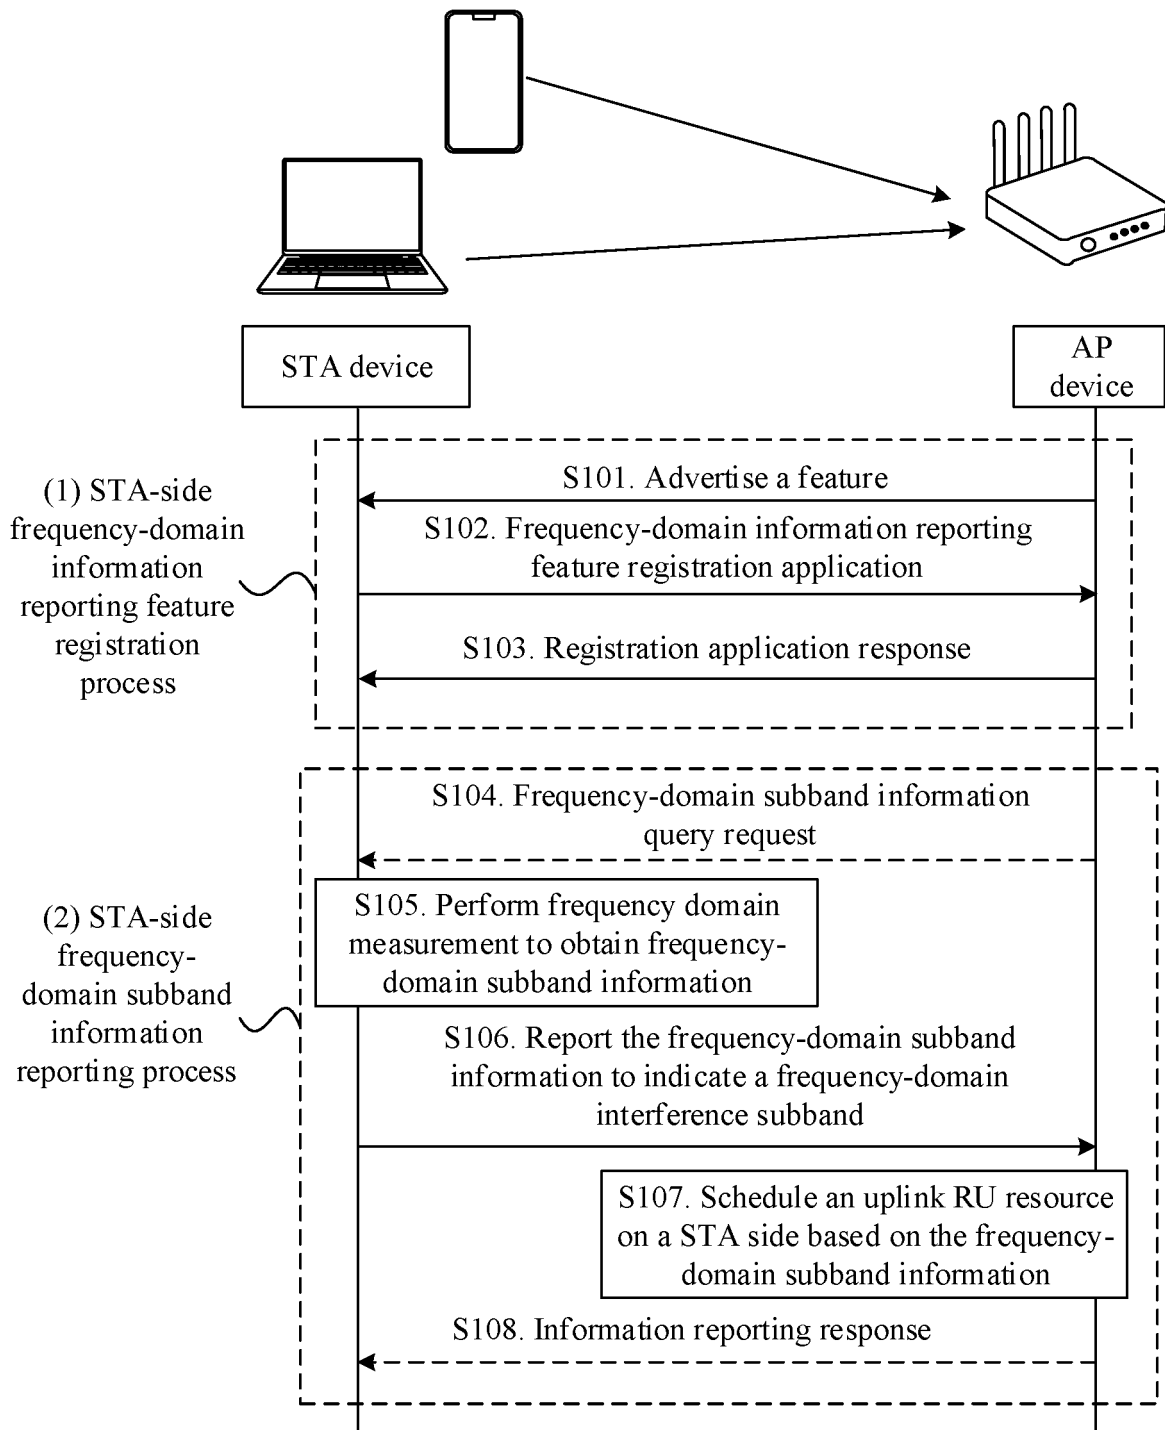 STA device
AP
device
(1) STA-side
frequency-domain
information
reporting feature
registration
process
S101. Advertise a feature
S102. Frequency-domain information reporting
feature registration application
S103. Registration application response
(2) STA-side
frequency-
domain subband
information
reporting process
S104. Frequency-domain subband information
query request
S105. Perform frequency domain
measurement to obtain frequency-
domain subband information
S106. Report the frequency-domain subband
information to indicate a frequency-domain
interference subband
S107. Schedule an uplink RU resource
on a STA side based on the frequency-
domain subband information
S108. Information reporting response